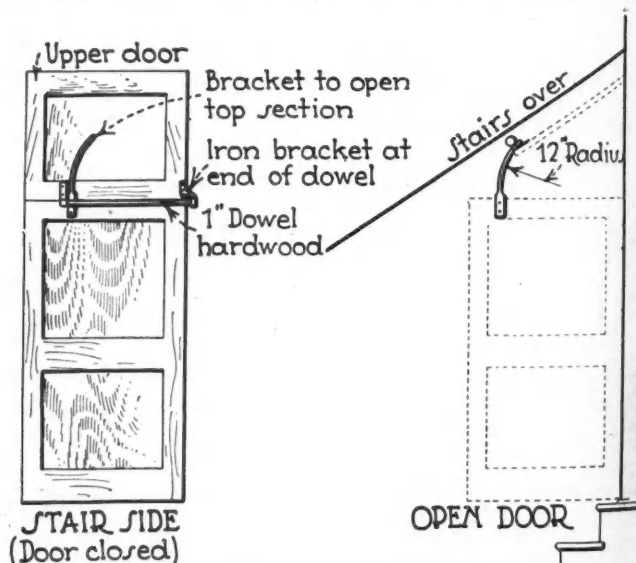 Upper door
Bracket to open
top section
Iron bracket at
end of dowel
1" Dowel
hardwood
STAIR SIDE
(Door closed)
Stairs over
12" Radiu
OPEN DOOR